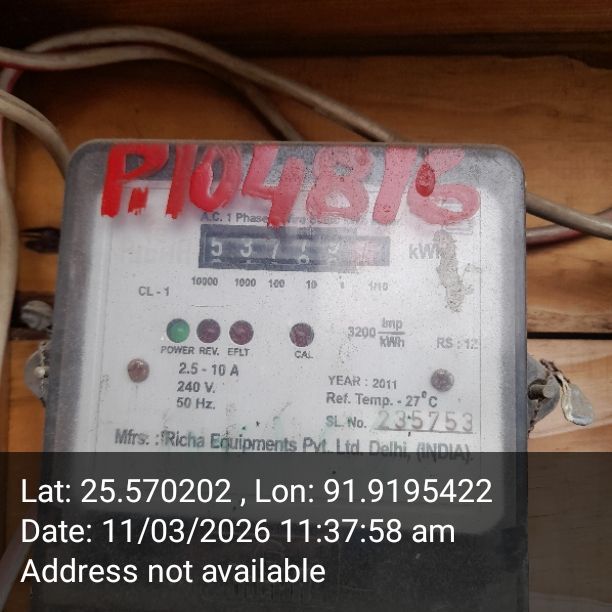 P.104816
A.C. 1 Phase
5 3 7
kWh
10000 1000 100 10 1 1/10
CL - 1
3200 Imp/kWh
RS : 12
POWER REV. EFLT CAL
2.5 - 10 A
240 V.
50 Hz.
YEAR : 2011
Ref. Temp. - 27°C
SL. No. 235753
Mfrs. : Richa Equipments Pvt. Ltd. Delhi, (INDIA).
Lat: 25.570202 , Lon: 91.9195422
Date: 11/03/2026 11:37:58 am
Address not available